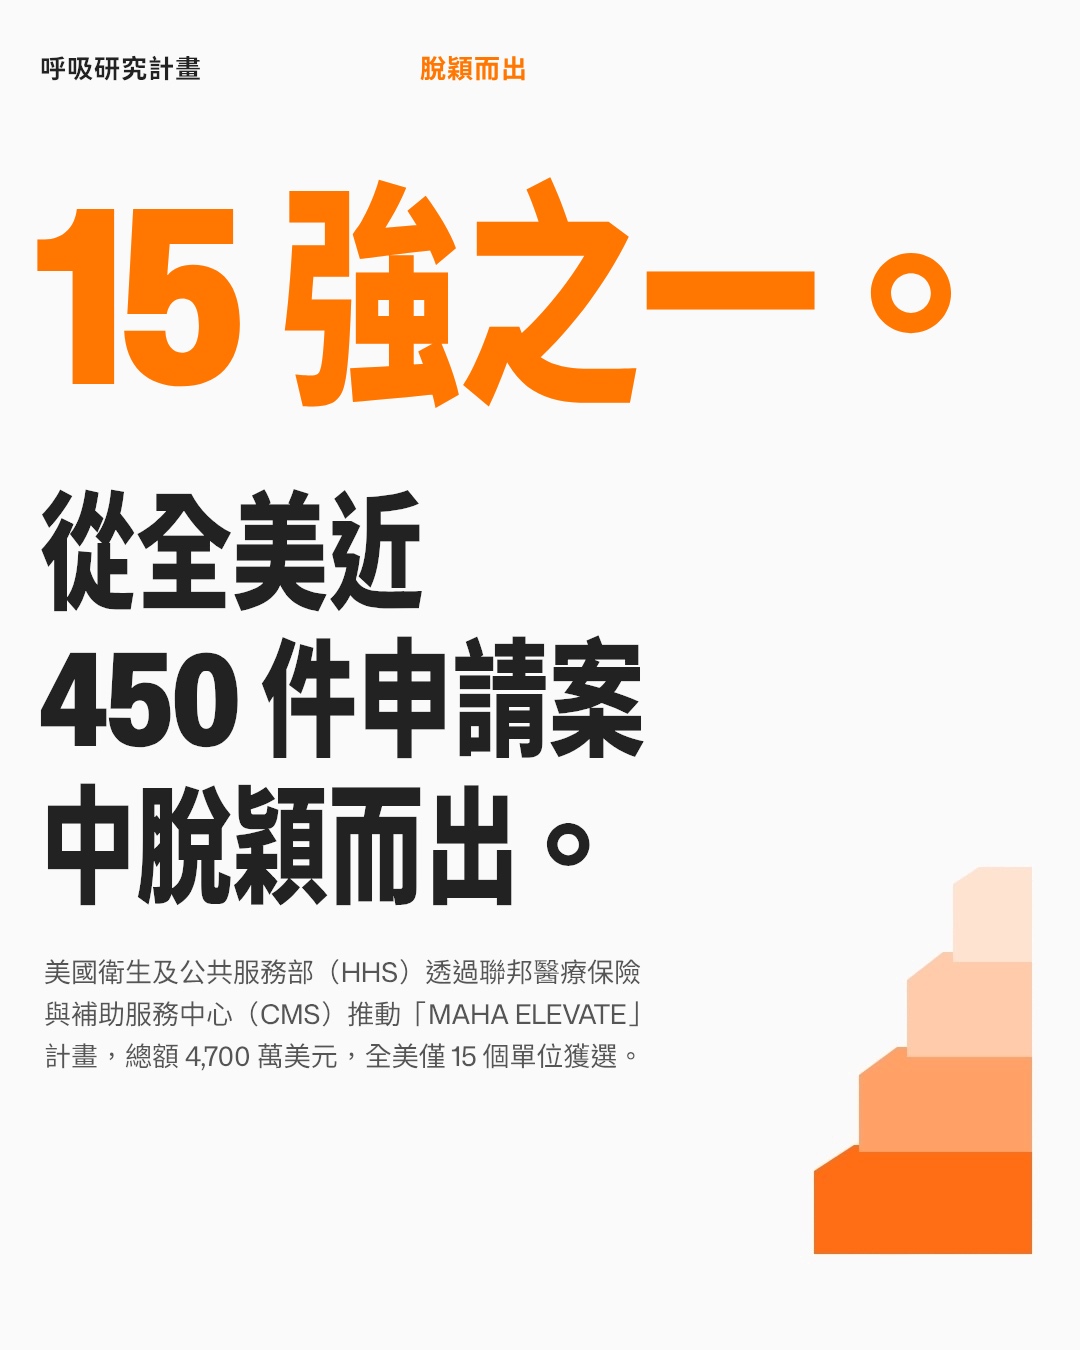 呼吸研究計畫
脫穎而出
15 強之一。
從全美近
450 件申請案
中脫穎而出。
美國衛生及公共服務部（HHS）透過聯邦醫療保險
與補助服務中心（CMS）推動「MAHA ELEVATE」
計畫，總額 4,700 萬美元，全美僅 15 個單位獲選。